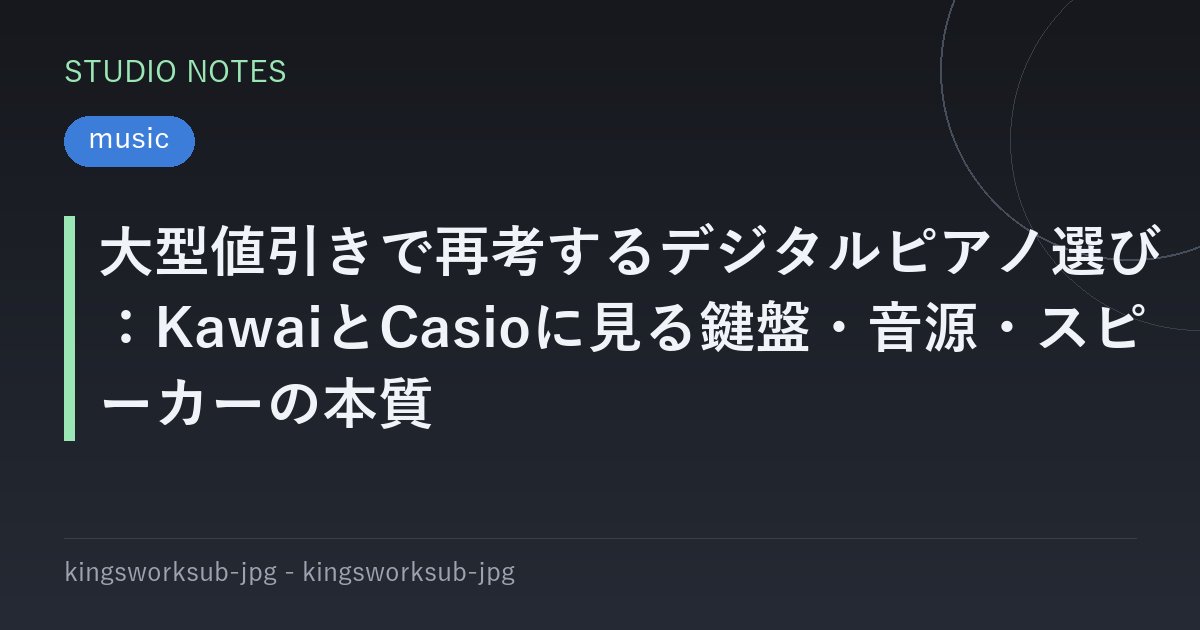 STUDIO NOTES
music
大型値引きで再考するデジタルピアノ選び
：KawaiとCasioに見る鍵盤・音源・スピ
ーカーの本質
kingsworksub-jpg - kingsworksub-jpg